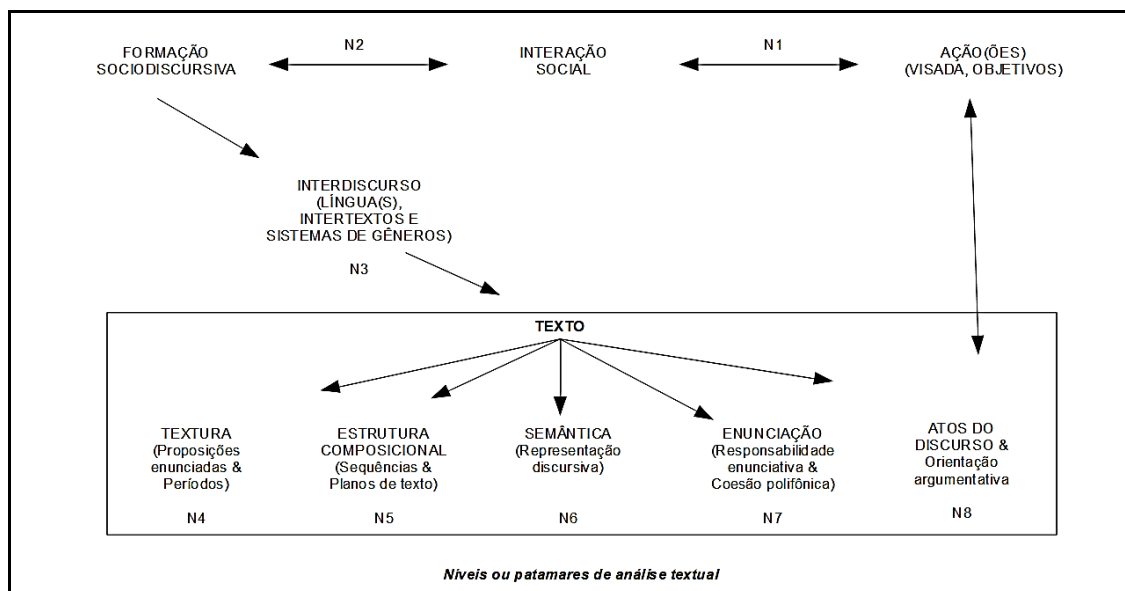 FORMAÇÃO
SOCIODISCURSIVA
N2
INTERAÇÃO
SOCIAL
N1
AÇÃO(ÕES)
(VISADA, OBJETIVOS)
INTERDISCURSO
(LÍNGUA(S),
INTERTEXTOS E
SISTEMAS DE GÊNEROS)
N3
TEXTO
TEXTURA
(Proposições
enunciadas &
Períodos)
N4
ESTRUTURA
COMPOSICIONAL
(Sequências &
Planos de texto)
N5
SEMÂNTICA
(Representação
discursiva)
N6
ENUNCIAÇÃO
(Responsabilidade
enunciativa &
Coesão polifônica)
N7
ATOS DO
DISCURSO &
Orientação
argumentativa
N8
Níveis ou patamares de análise textual